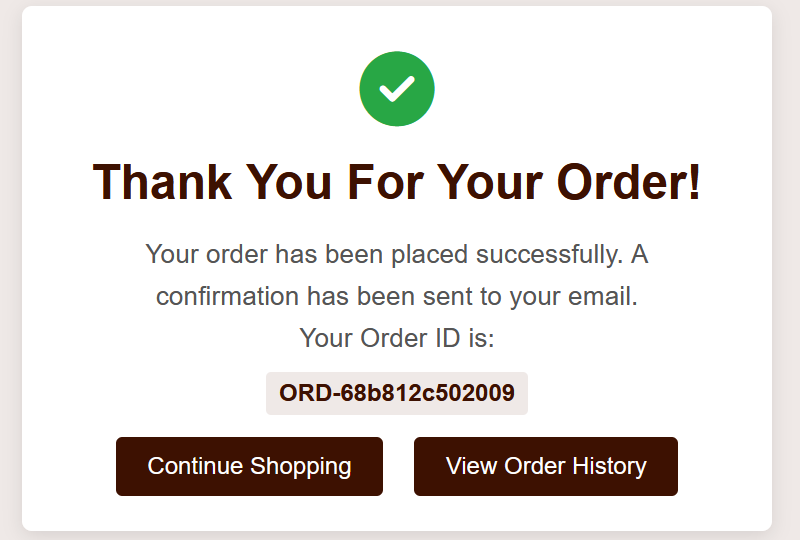 Thank You For Your Order!
Your order has been placed successfully. A
confirmation has been sent to your email.
Your Order ID is:
ORD-68b812c502009
Continue Shopping
View Order History